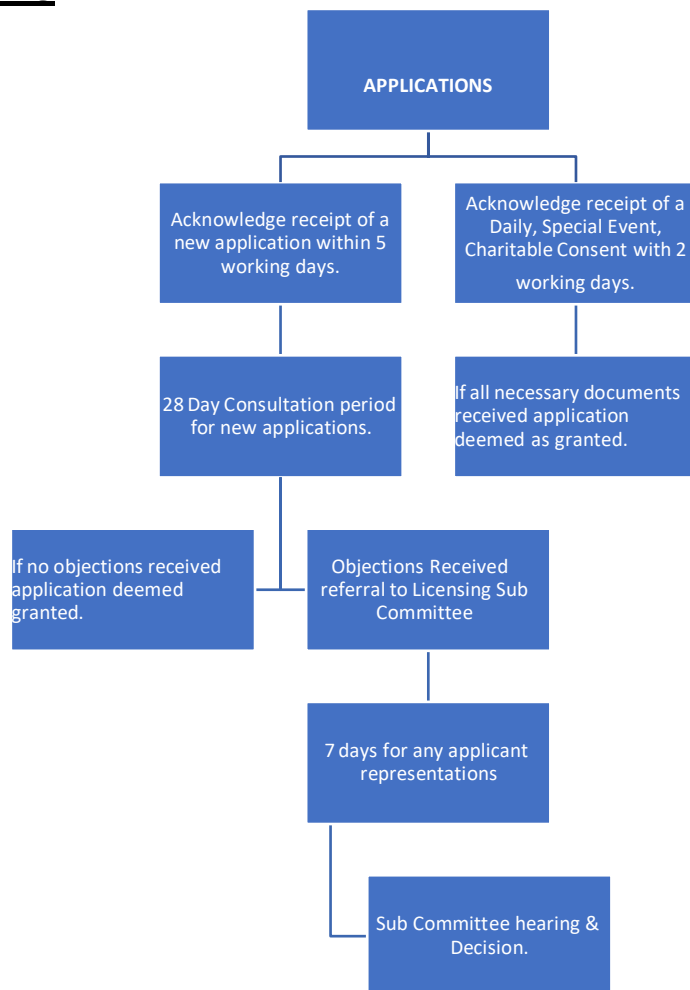 APPLICATIONS
Acknowledge receipt of a
new application within 5
working days.
Acknowledge receipt of a
Daily, Special Event,
Charitable Consent with 2
working days.
28 Day Consultation period
for new applications.
If all necessary documents
received application
deemed as granted.
If no objections received
application deemed
granted.
Objections Received
referral to Licensing Sub
Committee
7 days for any applicant
representations
Sub Committee hearing &
Decision.